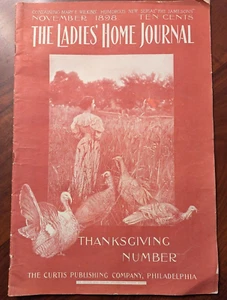 NOVEMBER 1898 TEN CENTS
THE LADIES' HOME JOURNAL
THANKSGIVING
NUMBER
THE CURTIS PUBLISHING COMPANY, PHILADELPHIA